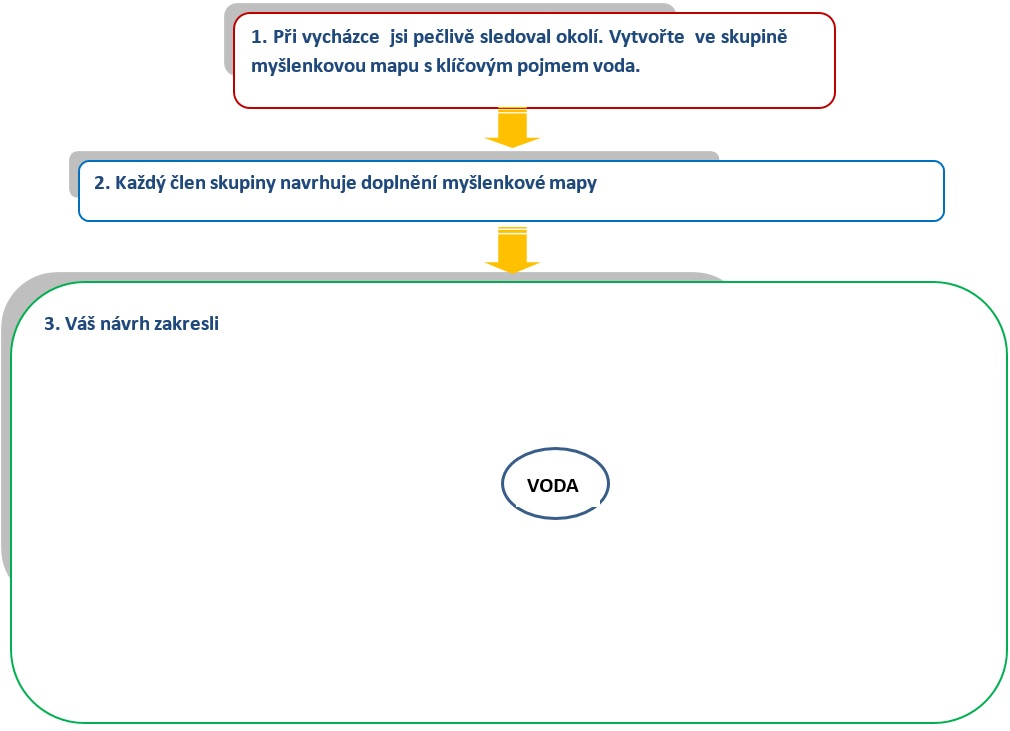 1. Při vycházce  jsi pečlivě sledoval okolí. Vytvořte  ve skupině
myšlenkovou mapu s klíčovým pojmem voda.
2. Každý člen skupiny navrhuje doplnění myšlenkové mapy
3. Váš návrh zakresli
VODA